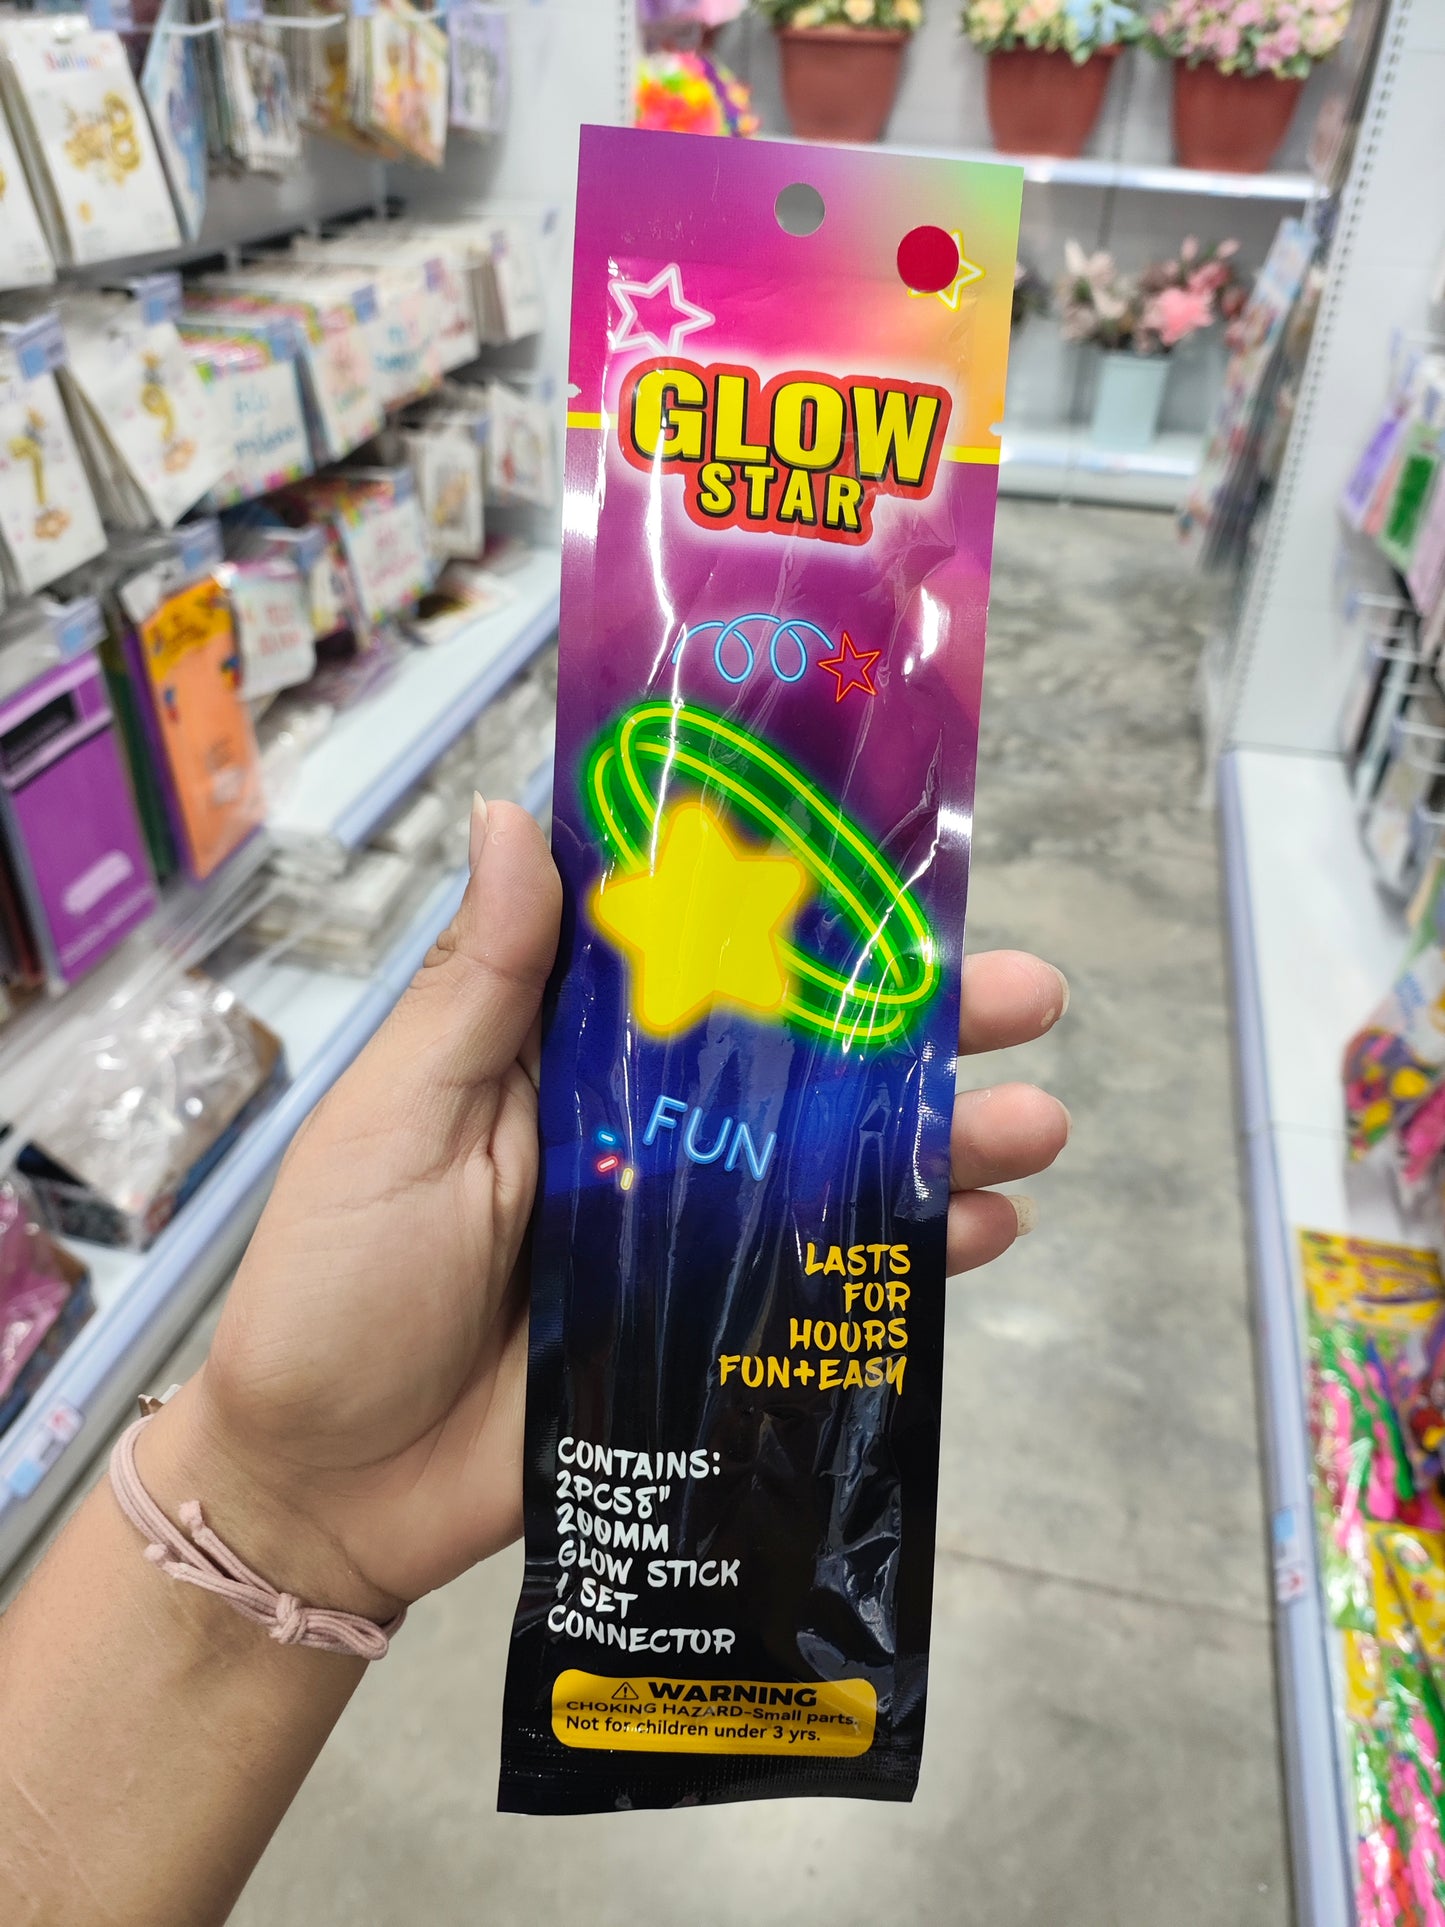 GLOW
STAR
FUN
LASTS
FOR
HOURS
FUN+EASY
CONTAINS:
2PCS8"
200MM
GLOW STICK
1 SET
CONNECTOR
⚠ WARNING
CHOKING HAZARD-Small parts.
Not for children under 3 yrs.